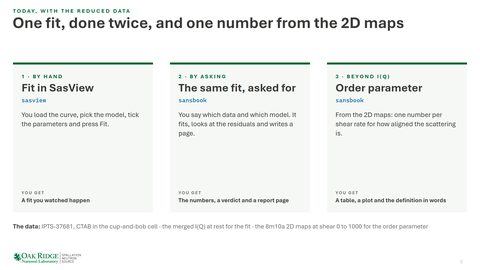 TODAY, WITH THE REDUCED DATA
One fit, done twice, and one number from the 2D maps
1 · BY HAND
Fit in SasView
sasview
You load the curve, pick the model, tick
the parameters and press Fit.
YOU GET
A fit you watched happen
2 · BY ASKING
The same fit, asked for
sansbook
You say which data and which model. It
fits, looks at the residuals and writes a
page.
YOU GET
The numbers, a verdict and a report page
3 · BEYOND I(Q)
Order parameter
sansbook
From the 2D maps: one number per
shear rate for how aligned the scattering
is.
YOU GET
A table, a plot and the definition in words
The data: IPTS-37681, CTAB in the cup-and-bob cell · the merged I(Q) at rest for the fit · the 8m10a 2D maps at shear 0 to 1000 for the order parameter
OAK RIDGE
National Laboratory
SPALLATION
NEUTRON
SOURCE